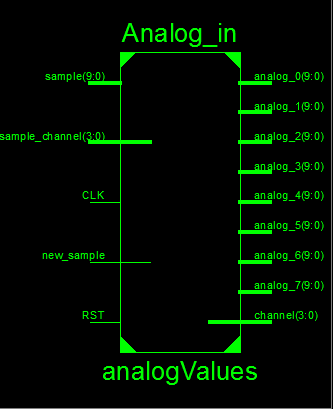 Analog_in
sample(9:0)
analog_0(9:0)
analog_1(9:0)
sample_channel(3:0)
analog_2(9:0)
analog_3(9:0)
CLK
analog_4(9:0)
analog_5(9:0)
new_sample
analog_6(9:0)
analog_7(9:0)
RST
channel(3:0)
analogValues